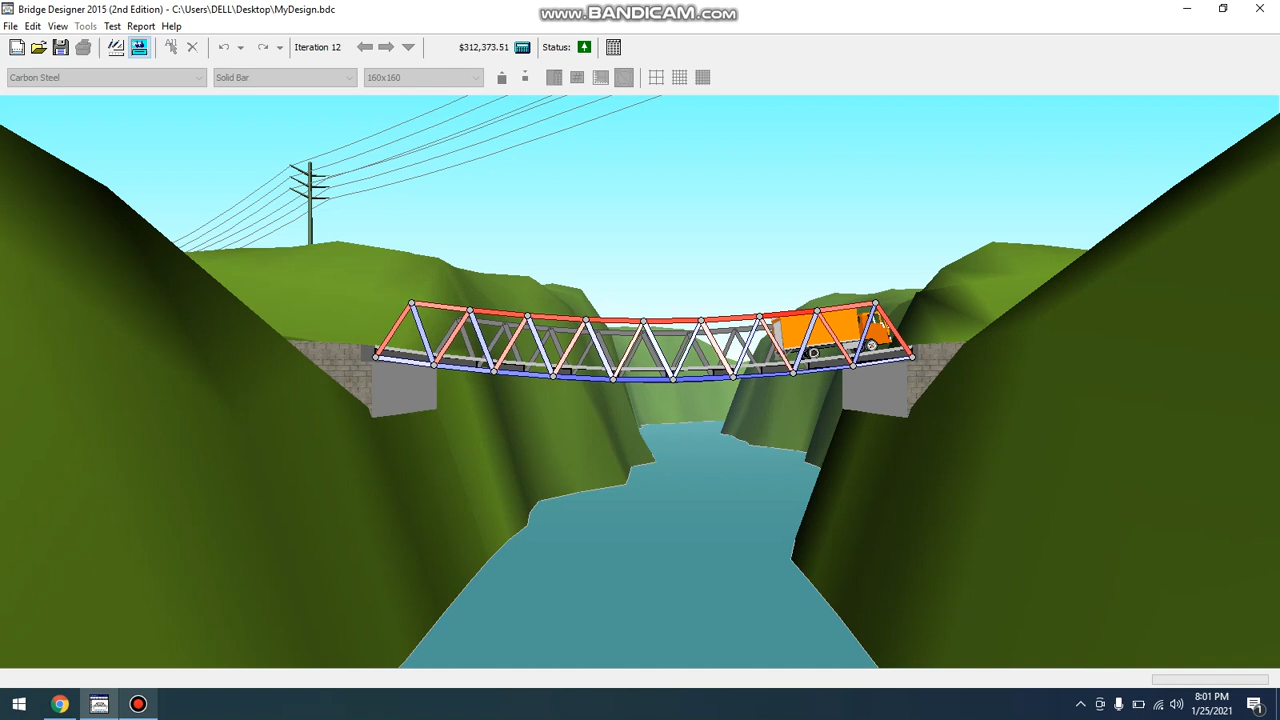 Bridge Designer 2015 (2nd Edition) - C:\Users\DELL\Desktop\MyDesign.bdc
www.BANDICAM.com
File Edit View Tools Test Report Help
Iteration 12
$312,373.51
Status:
Carbon Steel
Solid Bar
160x160
8:01 PM
1/25/2021
1